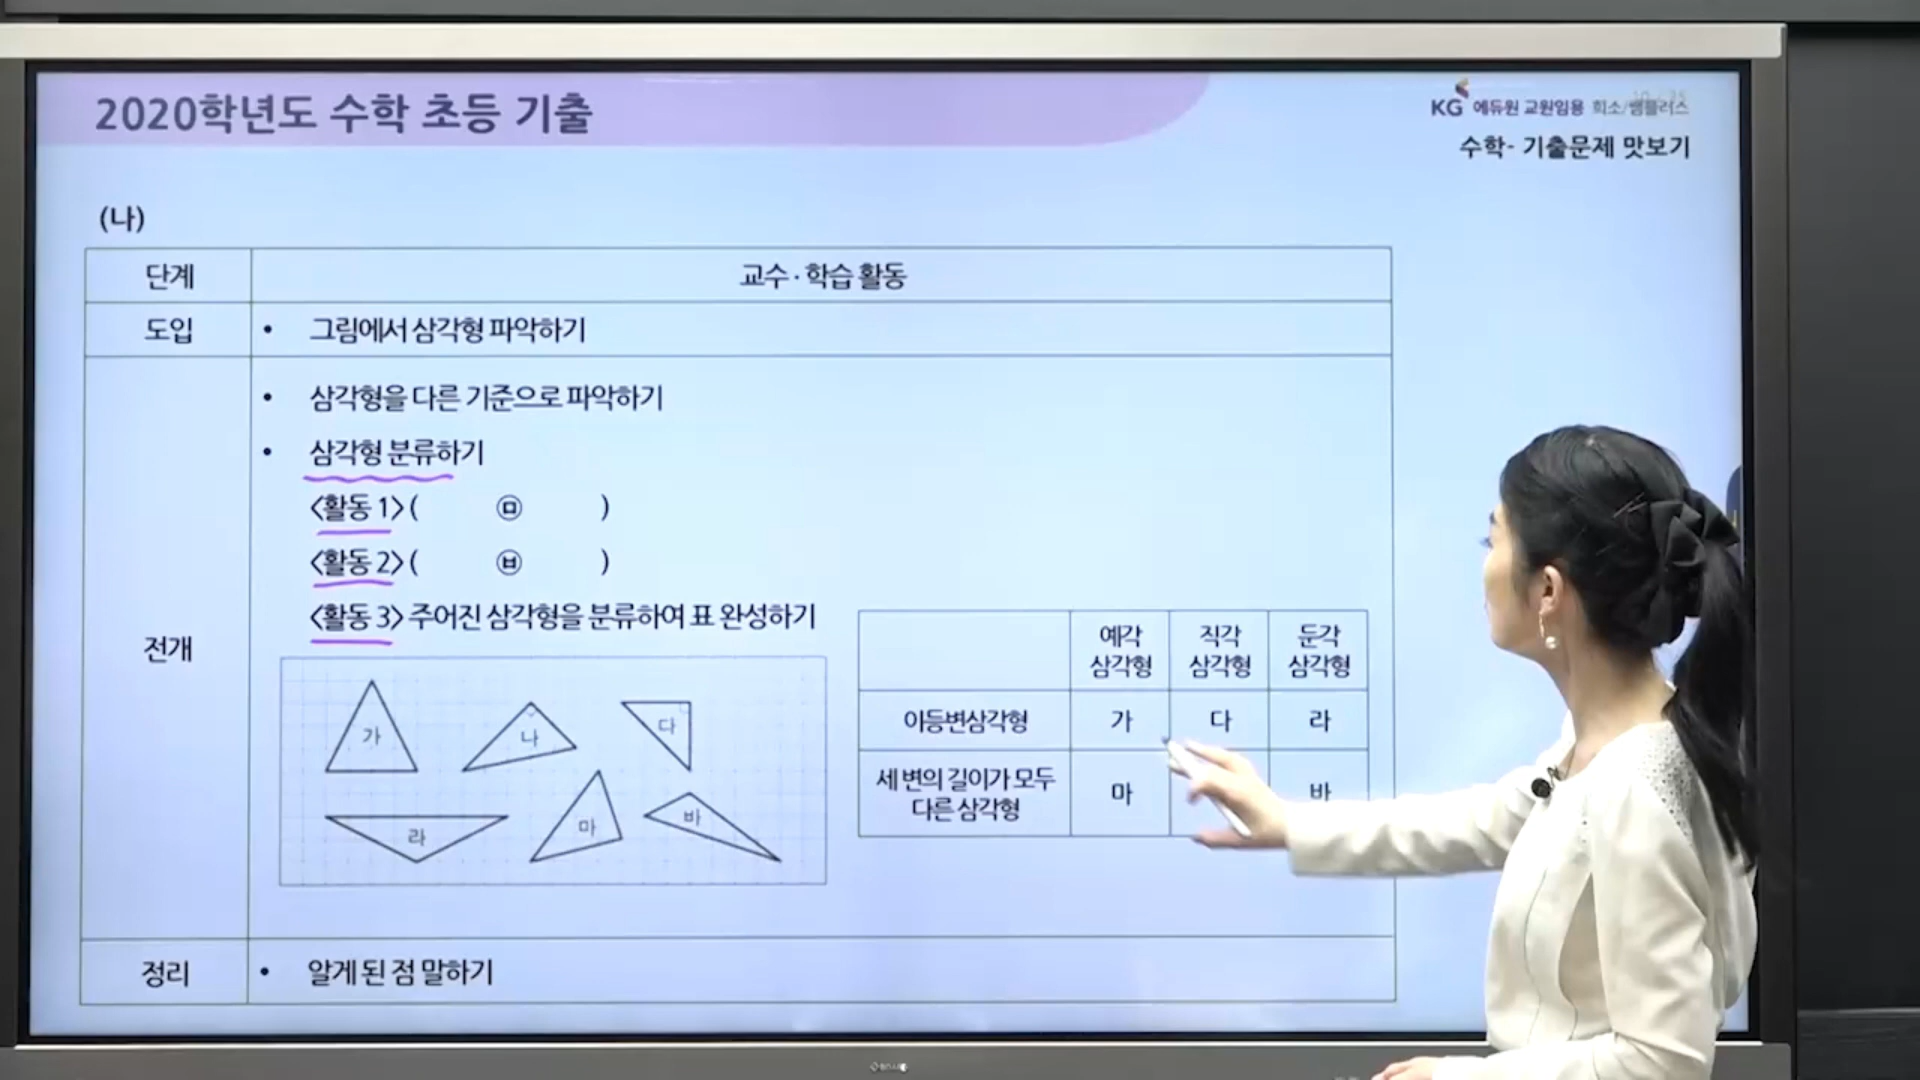 2020학년도 수학 초등 기출
KG 에듀원 교원임용 희소/쌤플러스
수학- 기출문제 맛보기
(나)
단계
교수·학습 활동
도입
• 그림에서 삼각형 파악하기
전개
• 삼각형을 다른 기준으로 파악하기
• 삼각형 분류하기
<활동 1> ( ㉤ )
<활동 2> ( ㉥ )
<활동 3> 주어진 삼각형을 분류하여 표 완성하기
가
나
다
라
마
바
예각
삼각형
직각
삼각형
둔각
삼각형
이등변삼각형
가
다
라
세 변의 길이가 모두
다른 삼각형
마
바
정리
• 알게 된 점 말하기